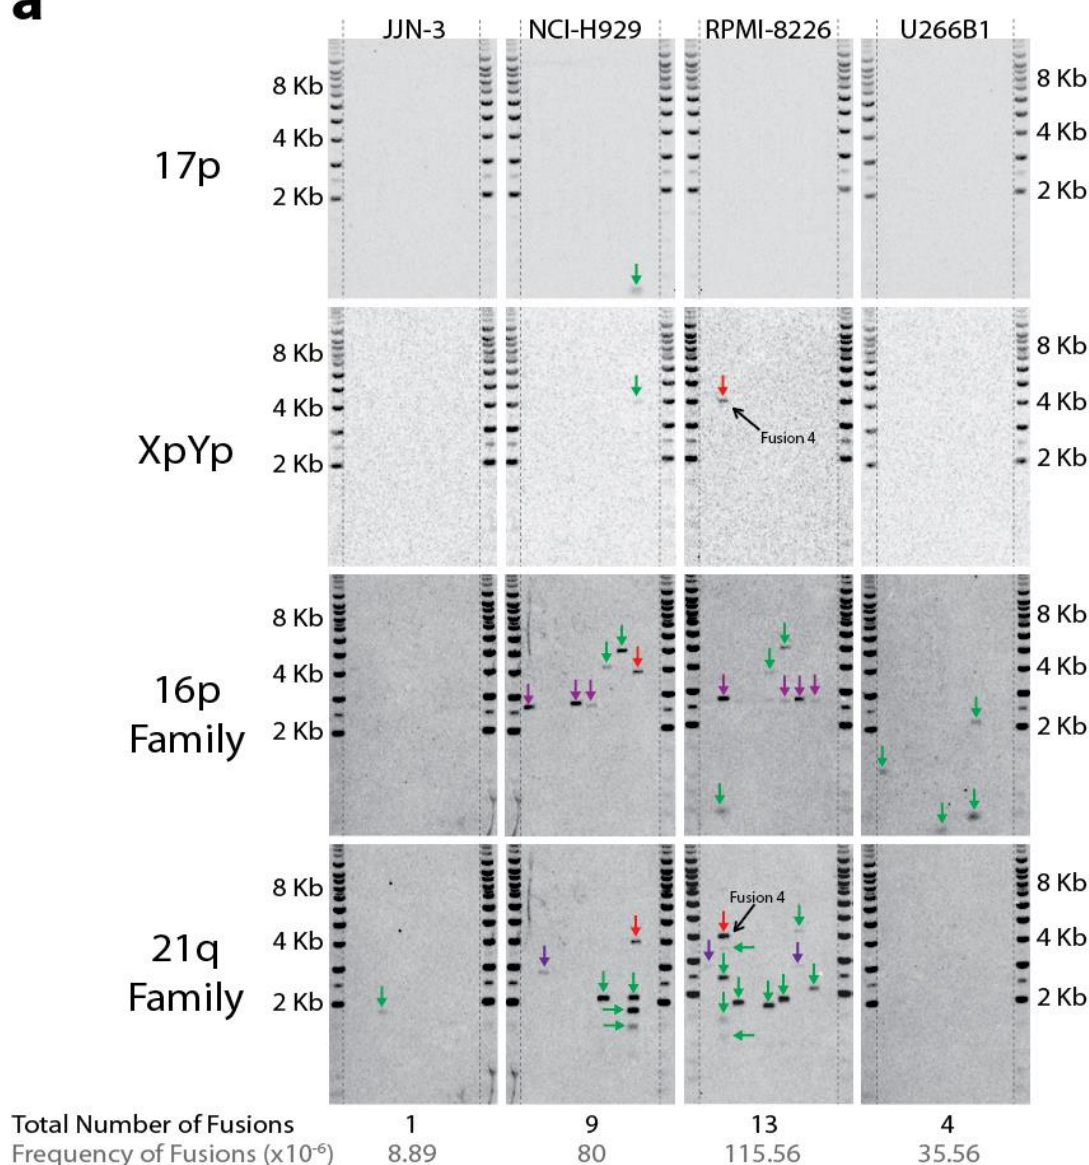 a
JJN-3 NCI-H929 RPMI-8226 U266B1
17p
8 Kb 8 Kb
4 Kb 4 Kb
2 Kb 2 Kb
XpYp
8 Kb 8 Kb
4 Kb 4 Kb
Fusion 4
2 Kb 2 Kb
16p
Family
8 Kb 8 Kb
4 Kb 4 Kb
2 Kb 2 Kb
21q
Family
8 Kb 8 Kb
Fusion 4
4 Kb 4 Kb
2 Kb 2 Kb
Total Number of Fusions 1 9 13 4
Frequency of Fusions (x10⁻⁶) 8.89 80 115.56 35.56